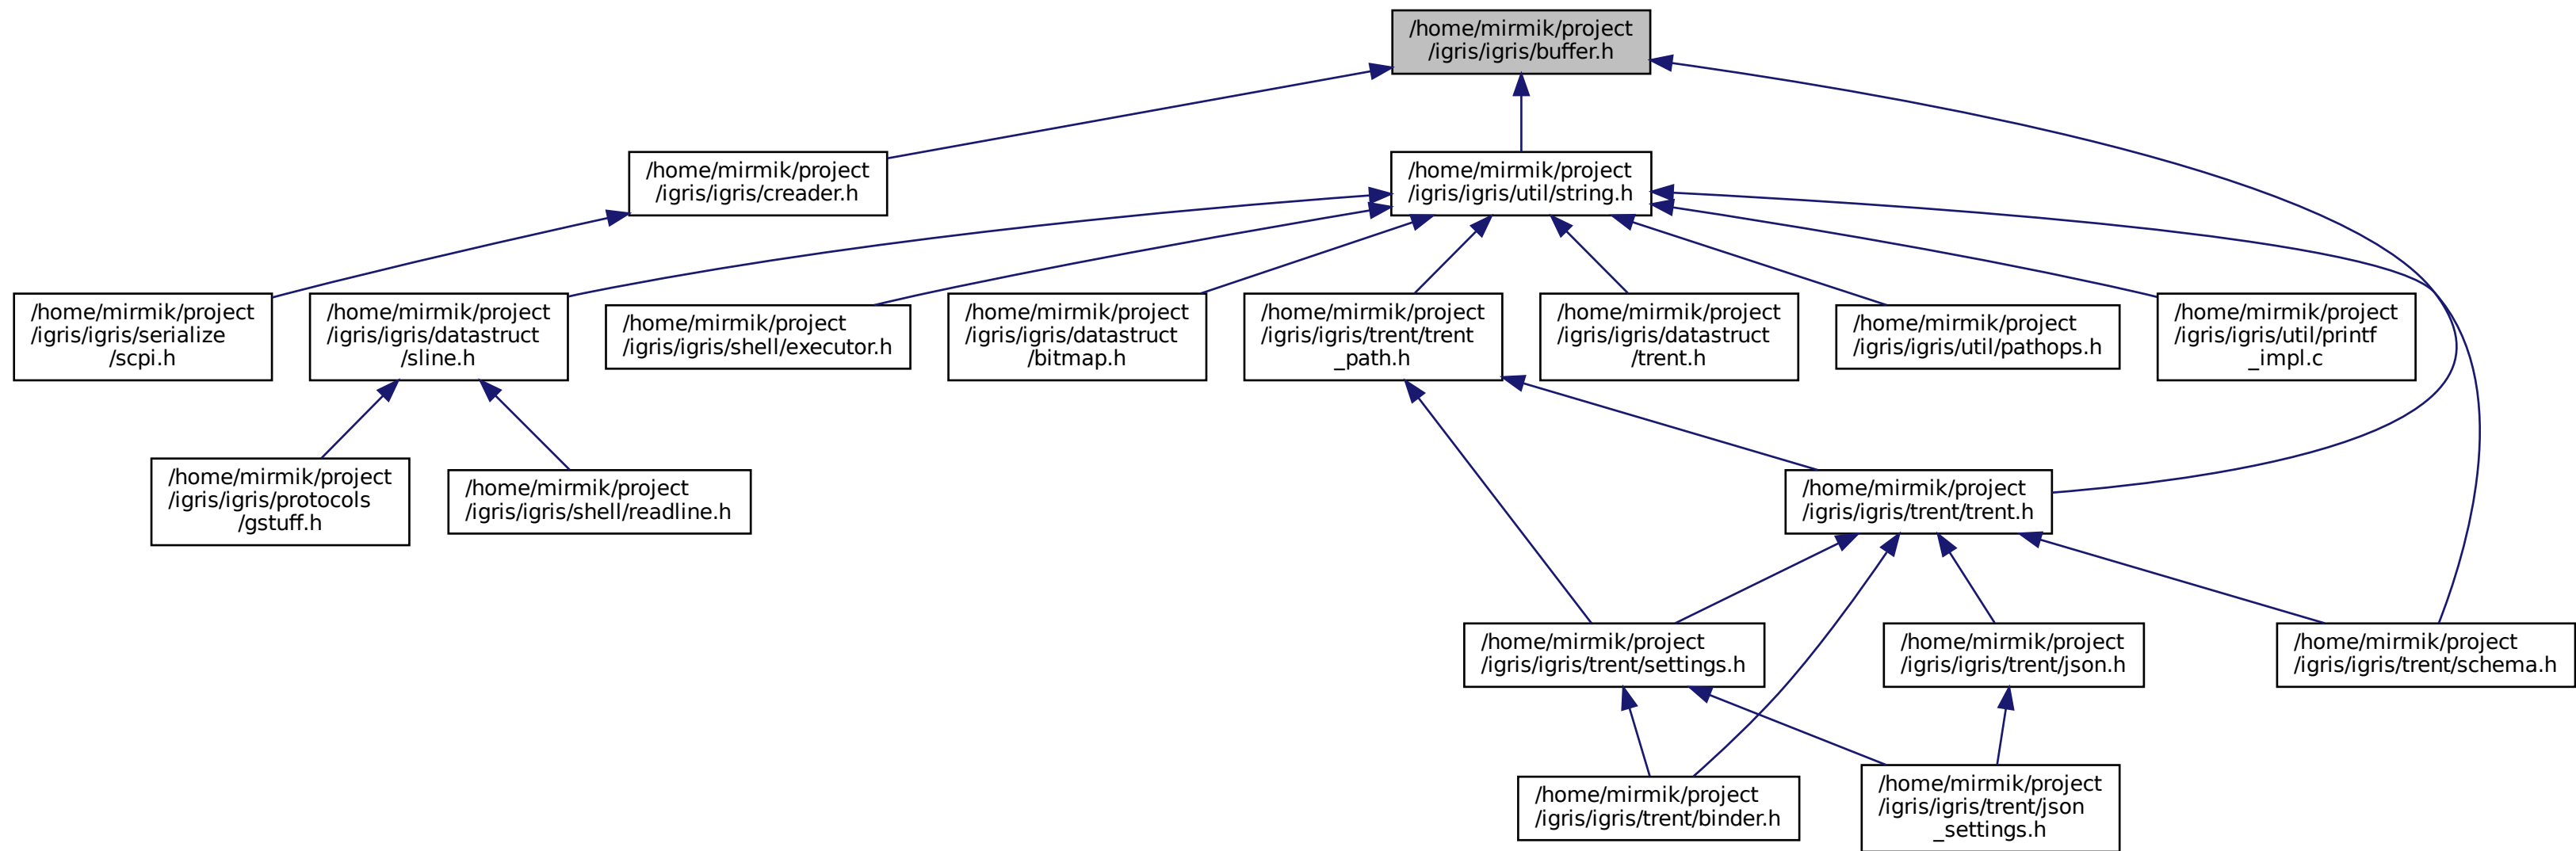 /home/mirmik/project
/igris/igris/buffer.h
/home/mirmik/project
/igris/igris/creader.h
/home/mirmik/project
/igris/igris/util/string.h
/home/mirmik/project
/igris/igris/serialize
/scpi.h
/home/mirmik/project
/igris/igris/datastruct
/sline.h
/home/mirmik/project
/igris/igris/shell/executor.h
/home/mirmik/project
/igris/igris/datastruct
/bitmap.h
/home/mirmik/project
/igris/igris/trent/trent
_path.h
/home/mirmik/project
/igris/igris/datastruct
/trent.h
/home/mirmik/project
/igris/igris/util/pathops.h
/home/mirmik/project
/igris/igris/util/printf
_impl.c
/home/mirmik/project
/igris/igris/protocols
/gstuff.h
/home/mirmik/project
/igris/igris/shell/readline.h
/home/mirmik/project
/igris/igris/trent/trent.h
/home/mirmik/project
/igris/igris/trent/settings.h
/home/mirmik/project
/igris/igris/trent/json.h
/home/mirmik/project
/igris/igris/trent/schema.h
/home/mirmik/project
/igris/igris/trent/binder.h
/home/mirmik/project
/igris/igris/trent/json
_settings.h